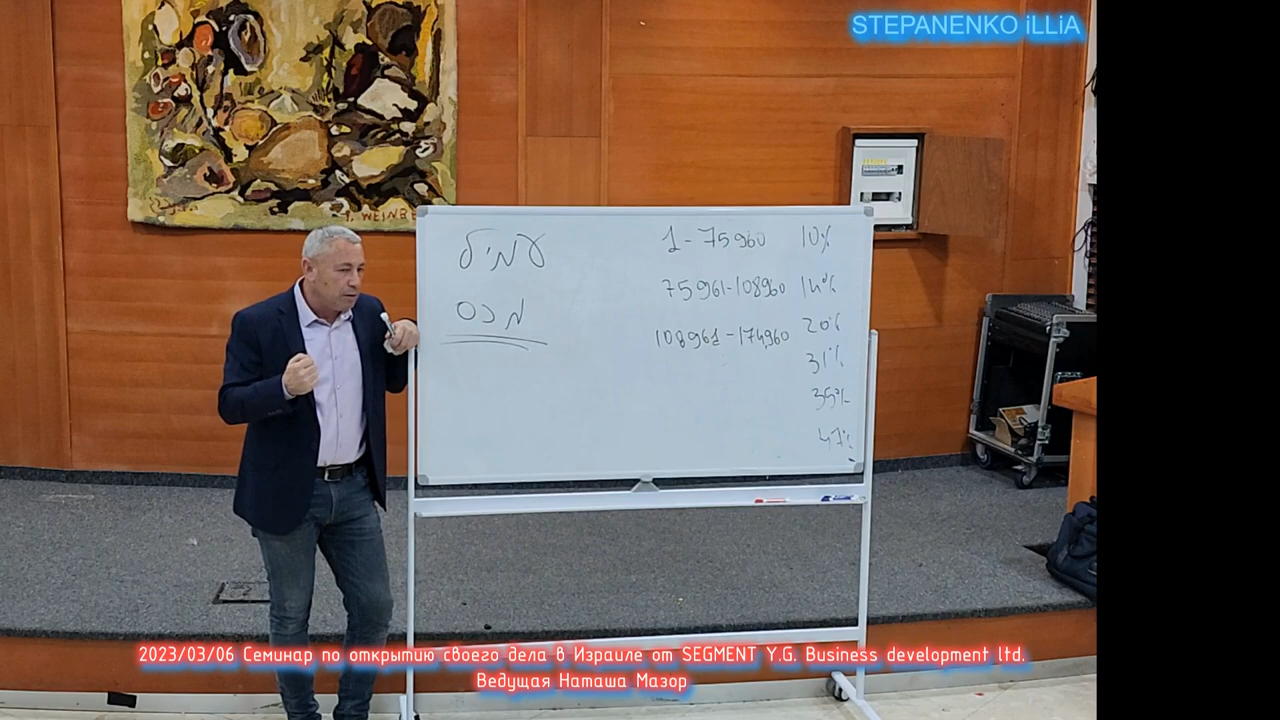 STEPANENKO iLLiA
עמיל
מכס
1-75960 10%
75961-108960 14%
108961-174960 20%
31%
35%
47%
2023/03/06 Семинар по открытию своего дела в Израиле от SEGMENT Y.G. Business development ltd.
Ведущая Наташа Мазор